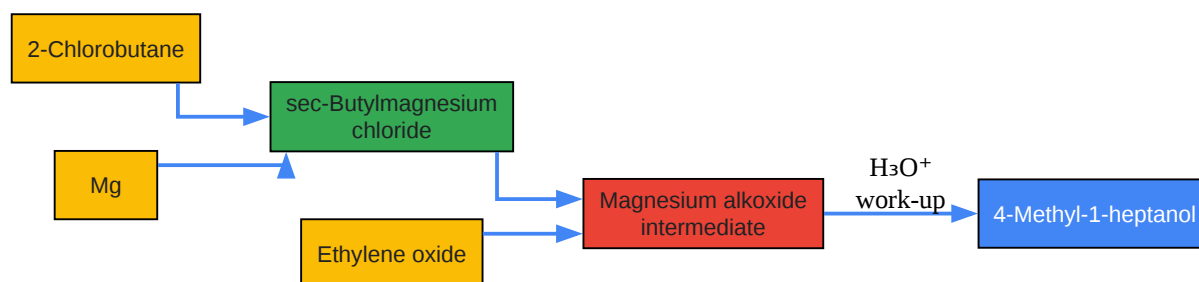 2-Chlorobutane
sec-Butylmagnesium
chloride
Mg
Ethylene oxide
Magnesium alkoxide
intermediate
H₃O⁺
work-up
4-Methyl-1-heptanol